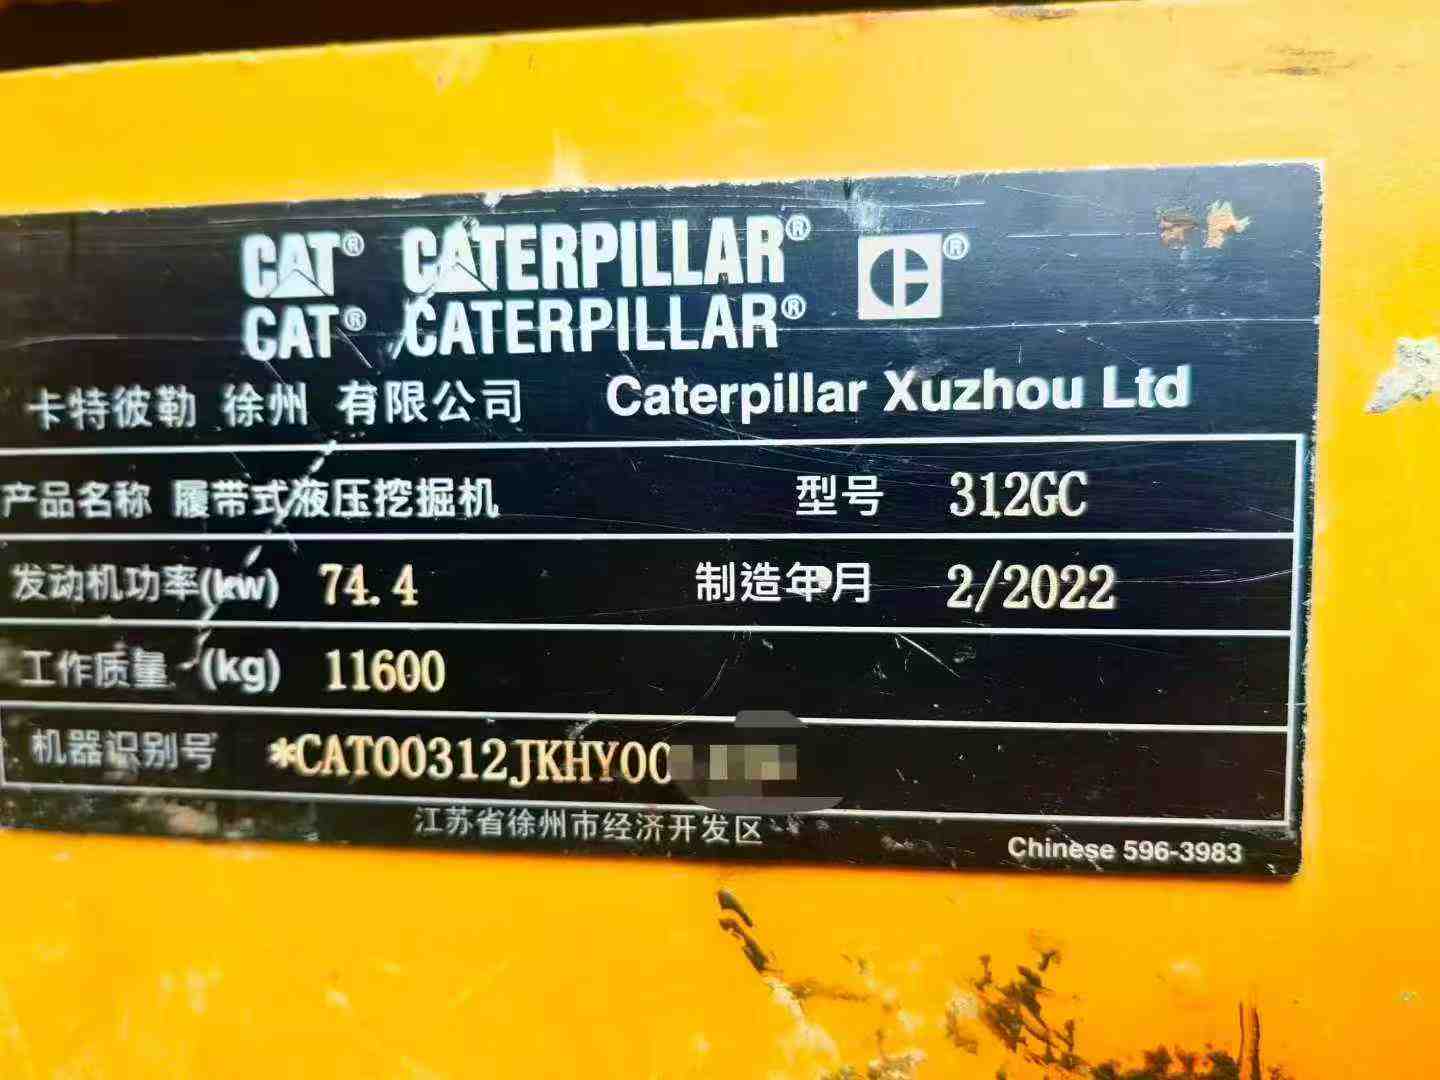 CAT® CATERPILLAR®
CAT® CATERPILLAR®
卡特彼勒 徐州 有限公司 Caterpillar Xuzhou Ltd
产品名称 履带式液压挖掘机 型号 312GC
发动机功率(kw) 74.4 制造年月 2/2022
工作质量 (kg) 11600
机器识别号 *CAT00312JKHY00
江苏省徐州市经济开发区
Chinese 596-3983